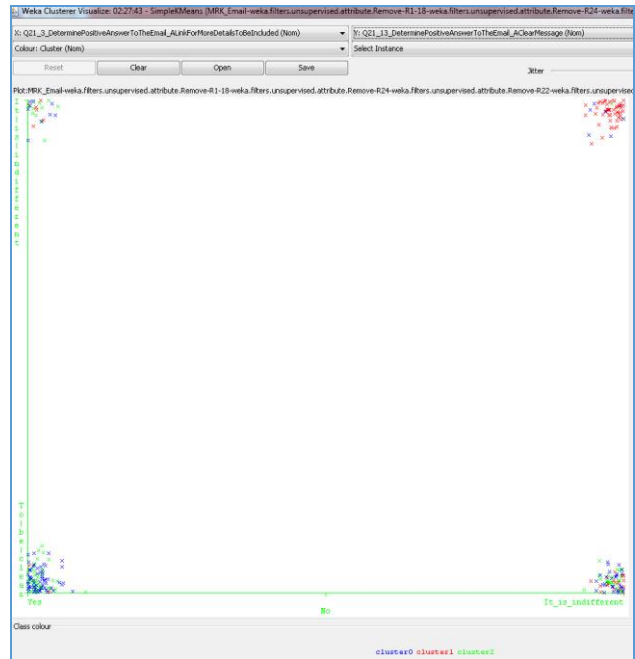 Weka Clusterer Visualize: 02:27:43 - SimpleKMeans (MRK_Email-weka.filters.unsupervised.attribute.Remove-R1-18-weka.filters.unsupervised.attribute.Remove-R24-weka.filte
X: Q21_3_DeterminePositiveAnswerToTheEmail_ALinkForMoreDetailsToBeIncluded (Nom)
Y: Q21_13_DeterminePositiveAnswerToTheEmail_AClearMessage (Nom)
Colour: Cluster (Nom)
Select Instance
Reset
Clear
Open
Save
Jitter
Plot:MRK_Email-weka.filters.unsupervised.attribute.Remove-R1-18-weka.filters.unsupervised.attribute.Remove-R24-weka.filters.unsupervised.attribute.Remove-R22-weka.filters.unsupervised
Yes
No
It_is_indifferent
Class colour
cluster0 cluster1 cluster2